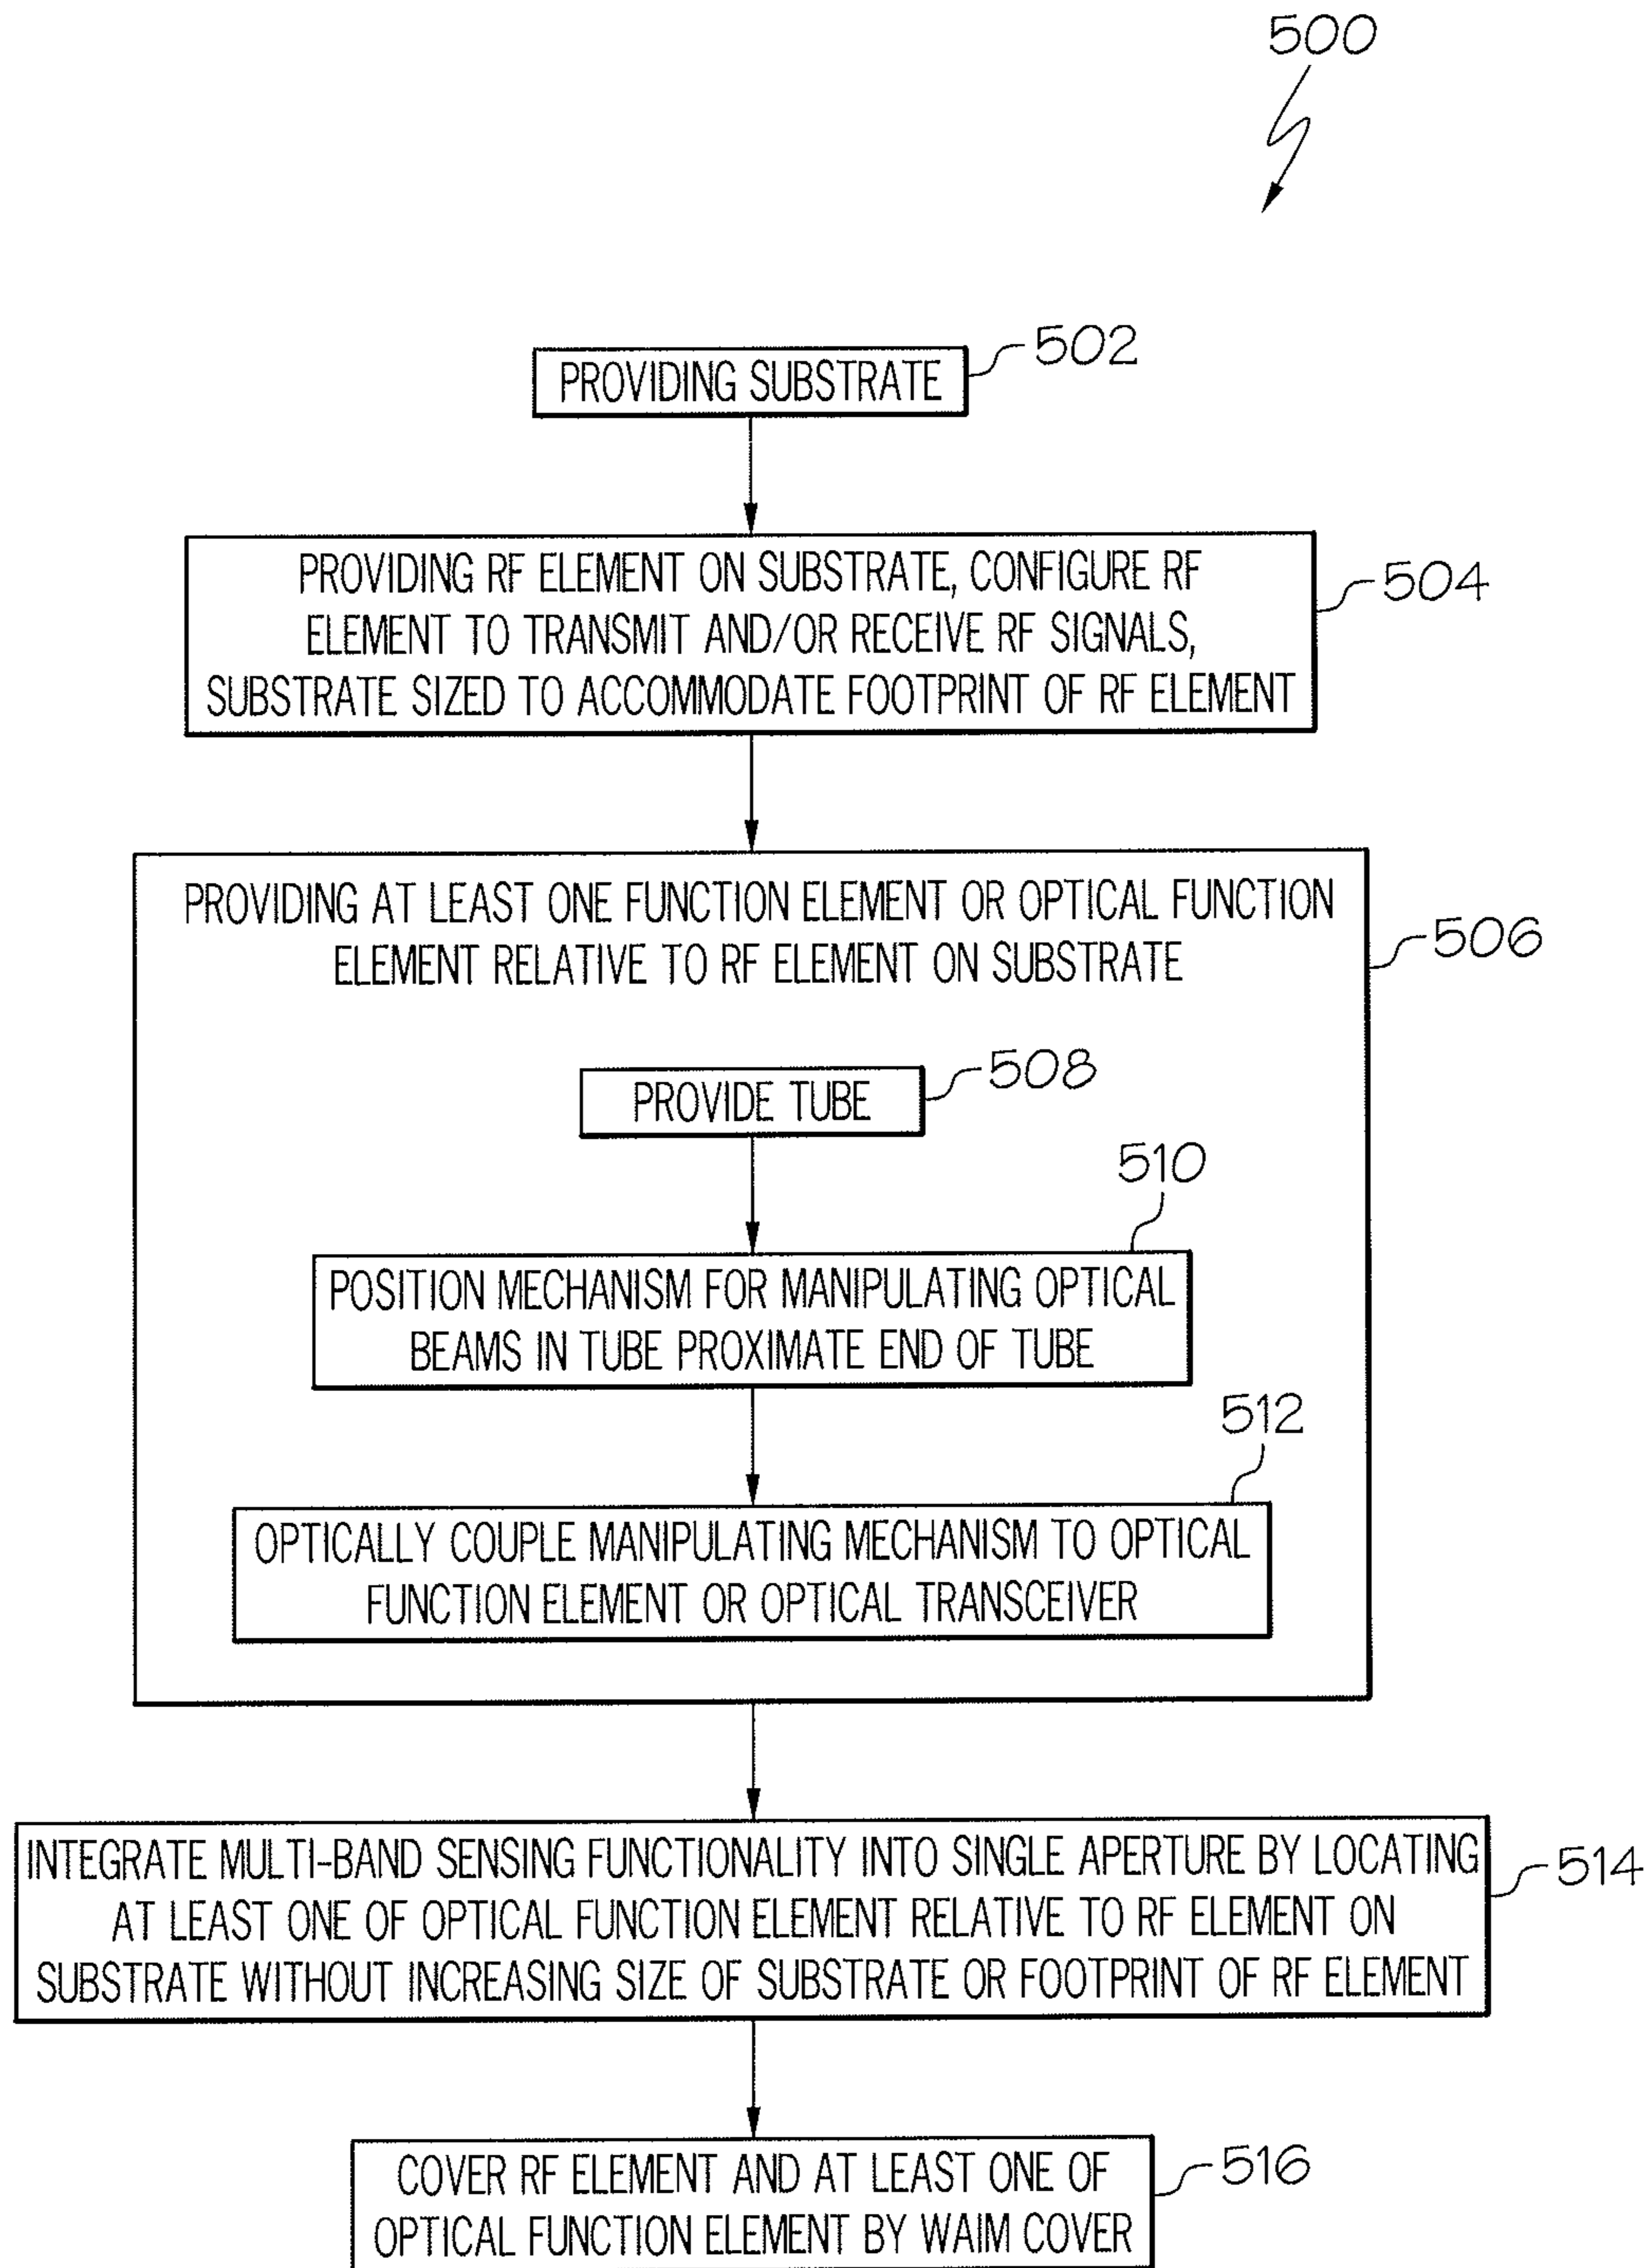 500
PROVIDING SUBSTRATE
502
PROVIDING RF ELEMENT ON SUBSTRATE, CONFIGURE RF
ELEMENT TO TRANSMIT AND/OR RECEIVE RF SIGNALS,
SUBSTRATE SIZED TO ACCOMMODATE FOOTPRINT OF RF ELEMENT
504
PROVIDING AT LEAST ONE FUNCTION ELEMENT OR OPTICAL FUNCTION
ELEMENT RELATIVE TO RF ELEMENT ON SUBSTRATE
506
PROVIDE TUBE
508
510
POSITION MECHANISM FOR MANIPULATING OPTICAL
BEAMS IN TUBE PROXIMATE END OF TUBE
512
OPTICALLY COUPLE MANIPULATING MECHANISM TO OPTICAL
FUNCTION ELEMENT OR OPTICAL TRANSCEIVER
INTEGRATE MULTI-BAND SENSING FUNCTIONALITY INTO SINGLE APERTURE BY LOCATING
AT LEAST ONE OF OPTICAL FUNCTION ELEMENT RELATIVE TO RF ELEMENT ON
SUBSTRATE WITHOUT INCREASING SIZE OF SUBSTRATE OR FOOTPRINT OF RF ELEMENT
514
COVER RF ELEMENT AND AT LEAST ONE OF
OPTICAL FUNCTION ELEMENT BY WAIM COVER
516